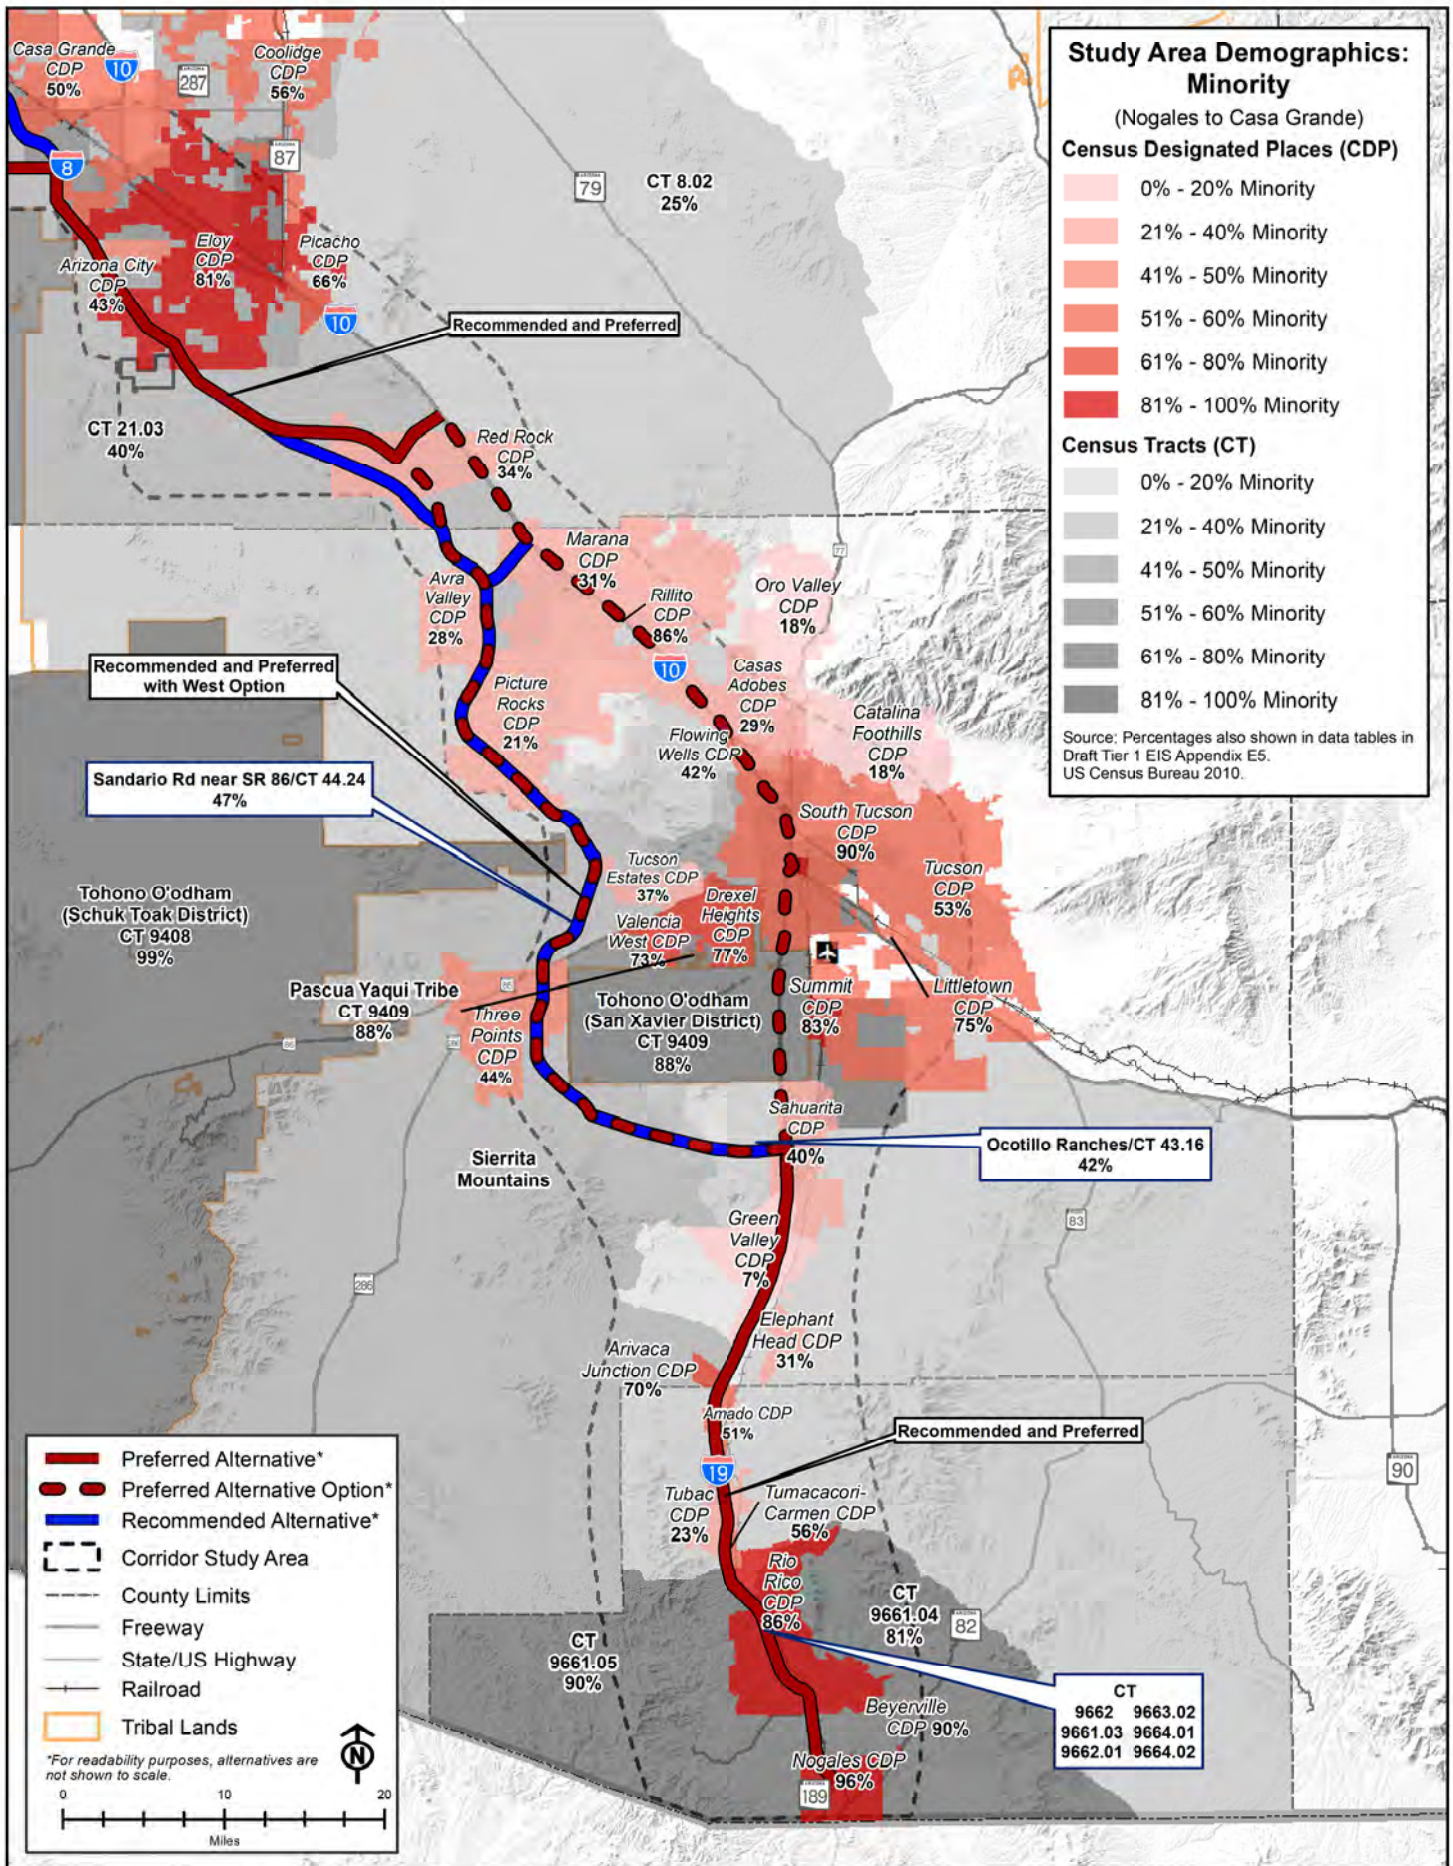 Study Area Demographics:
Minority
(Nogales to Casa Grande)
Census Designated Places (CDP)
0% - 20% Minority
21% - 40% Minority
41% - 50% Minority
51% - 60% Minority
61% - 80% Minority
81% - 100% Minority
Census Tracts (CT)
0% - 20% Minority
21% - 40% Minority
41% - 50% Minority
51% - 60% Minority
61% - 80% Minority
81% - 100% Minority
Source: Percentages also shown in data tables in
Draft Tier 1 EIS Appendix E5.
US Census Bureau 2010.
Casa Grande
CDP
50%
10
ARIZONA
287
Coolidge
CDP
56%
ARIZONA
87
8
ARIZONA
79
CT 8.02
25%
Eloy
CDP
81%
Picacho
CDP
66%
Arizona City
CDP
43%
10
Recommended and Preferred
CT 21.03
40%
Red Rock
CDP
34%
Marana
CDP
31%
77
Avra
Valley
CDP
28%
Rillito
CDP
86%
Oro Valley
CDP
18%
10
Recommended and Preferred
with West Option
Picture
Rocks
CDP
21%
Casas
Adobes
CDP
29%
Flowing
Wells CDP
42%
Catalina
Foothills
CDP
18%
Sandario Rd near SR 86/CT 44.24
47%
South Tucson
CDP
90%
Tucson
Estates CDP
37%
Tucson
CDP
53%
Drexel
Heights
CDP
77%
Valencia
West CDP
73%
Tohono O'odham
(Schuk Toak District)
CT 9408
99%
Pascua Yaqui Tribe
CT 9409
88%
86
Three
Points
CDP
44%
Tohono O'odham
(San Xavier District)
CT 9409
88%
Summit
CDP
83%
Littletown
CDP
75%
86
286
Sahuarita
CDP
40%
Ocotillo Ranches/CT 43.16
42%
Sierrita
Mountains
Green
Valley
CDP
7%
83
286
Elephant
Head CDP
31%
Arivaca
Junction CDP
70%
Amado CDP
51%
Recommended and Preferred
19
ARIZONA
90
Tubac
CDP
23%
Tumacacori-
Carmen CDP
56%
Rio
Rico
CDP
86%
CT
9661.04
81%
ARIZONA
82
CT
9661.05
90%
CT
9662 9663.02
9661.03 9664.01
9662.01 9664.02
Beyerville
CDP 90%
Nogales CDP
96%
ARIZONA
189
Preferred Alternative*
Preferred Alternative Option*
Recommended Alternative*
Corridor Study Area
County Limits
Freeway
State/US Highway
Railroad
Tribal Lands
*For readability purposes, alternatives are
not shown to scale.
N
0 10 20
Miles